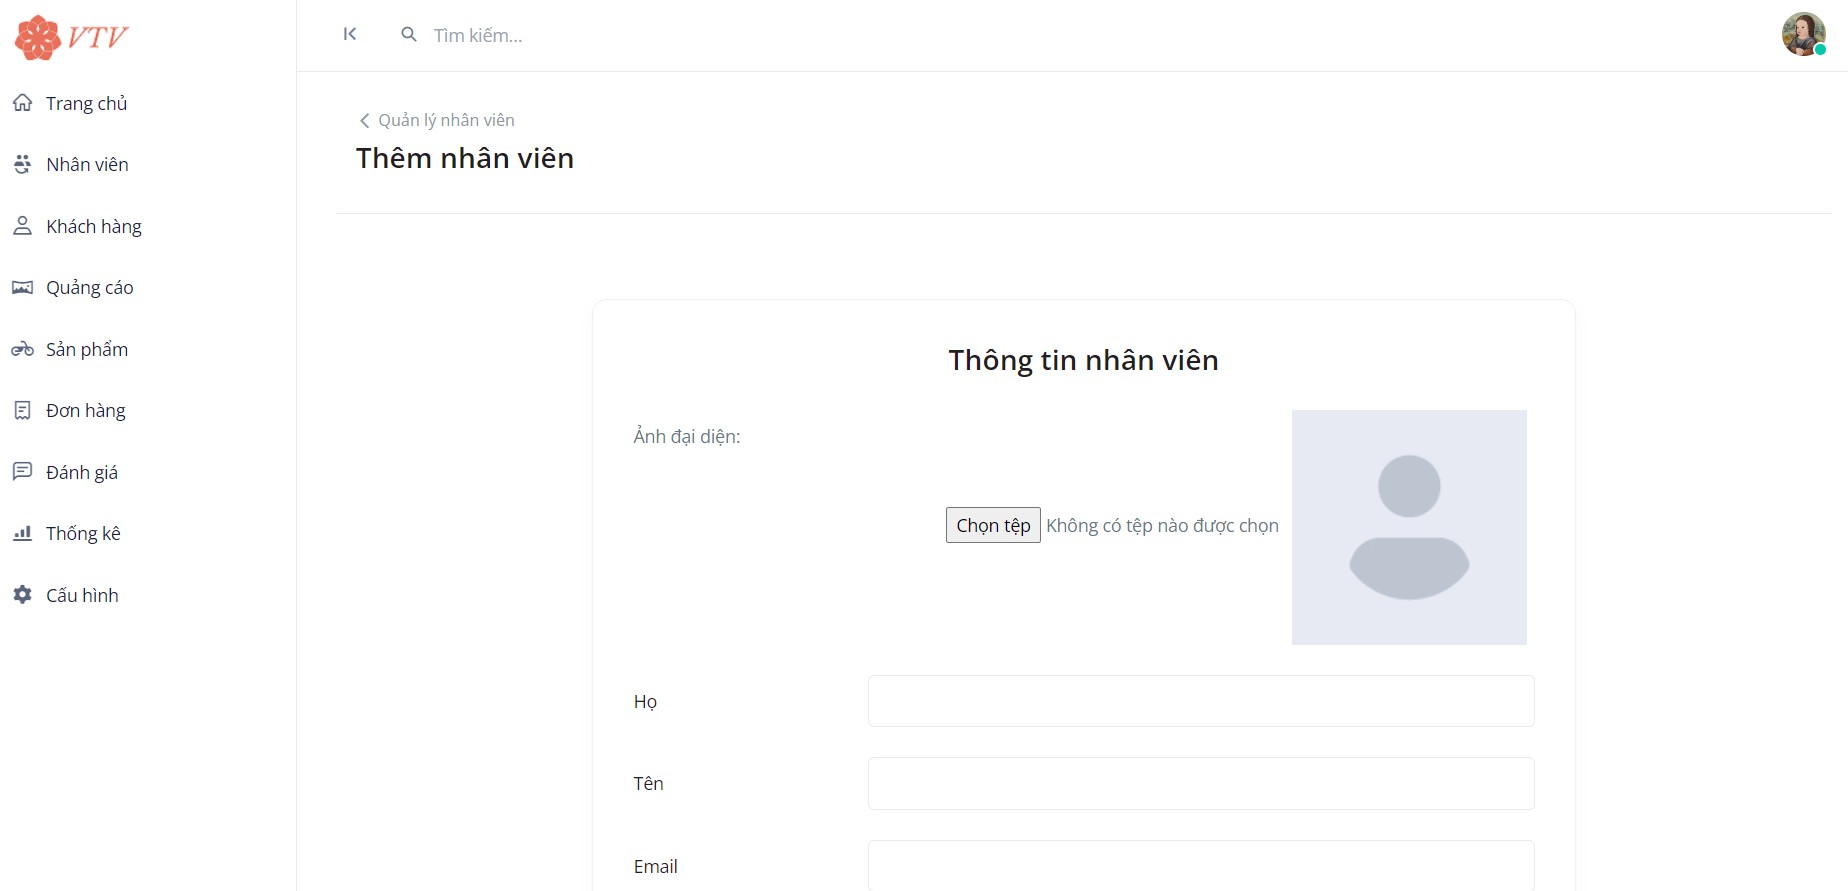 VTV
Tìm kiếm...
Trang chủ
Nhân viên
Khách hàng
Quảng cáo
Sản phẩm
Đơn hàng
Đánh giá
Thống kê
Cấu hình
Quản lý nhân viên
Thêm nhân viên
Thông tin nhân viên
Ảnh đại diện:
Chọn tệp Không có tệp nào được chọn
Họ
Tên
Email